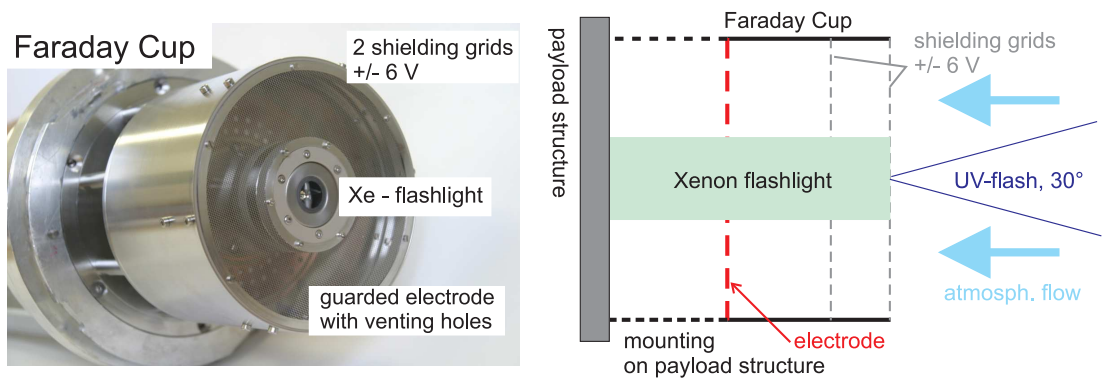 Faraday Cup
2 shielding grids
+/- 6 V
Xe - flashlight
guarded electrode
with venting holes
payload structure
Faraday Cup
shielding grids
+/- 6 V
Xenon flashlight
UV-flash, 30°
atmosph. flow
electrode
mounting
on payload structure